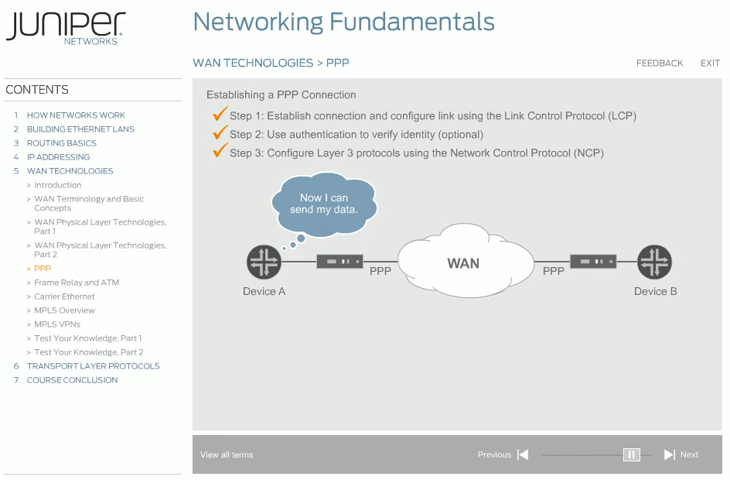 JUNIPER
NETWORKS
Networking Fundamentals
WAN TECHNOLOGIES > PPP
FEEDBACK
EXIT
CONTENTS
1 HOW NETWORKS WORK
2 BUILDING ETHERNET LANS
3 ROUTING BASICS
4 IP ADDRESSING
5 WAN TECHNOLOGIES
> Introduction
> WAN Terminology and Basic
Concepts
> WAN Physical Layer Technologies,
Part 1
> WAN Physical Layer Technologies,
Part 2
> PPP
> Frame Relay and ATM
> Carrier Ethernet
> MPLS Overview
> MPLS VPNs
> Test Your Knowledge, Part 1
> Test Your Knowledge, Part 2
6 TRANSPORT LAYER PROTOCOLS
7 COURSE CONCLUSION
Establishing a PPP Connection
Step 1: Establish connection and configure link using the Link Control Protocol (LCP)
Step 2: Use authentication to verify identity (optional)
Step 3: Configure Layer 3 protocols using the Network Control Protocol (NCP)
Now I can
send my data.
PPP
WAN
PPP
Device A
Device B
View all terms
Previous
Next